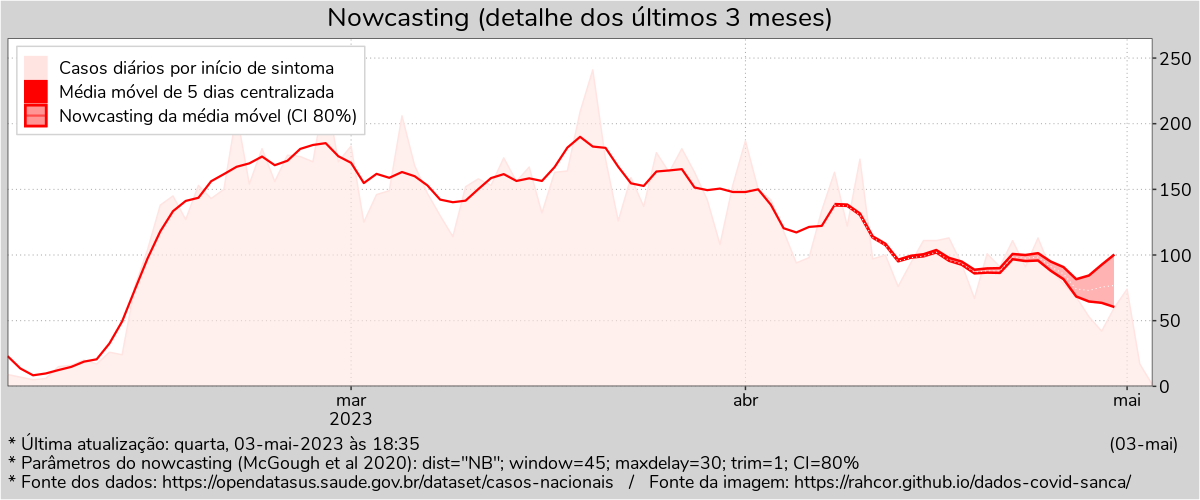 Nowcasting (detalhe dos últimos 3 meses)
Casos diários por início de sintoma
Média móvel de 5 dias centralizada
Nowcasting da média móvel (CI 80%)
250
200
150
100
50
0
mar
2023
abr
mai
* Última atualização: quarta, 03-mai-2023 às 18:35
(03-mai)
* Parâmetros do nowcasting (McGough et al 2020): dist="NB"; window=45; maxdelay=30; trim=1; CI=80%
* Fonte dos dados: https://opendatasus.saude.gov.br/dataset/casos-nacionais / Fonte da imagem: https://rahcor.github.io/dados-covid-sanca/